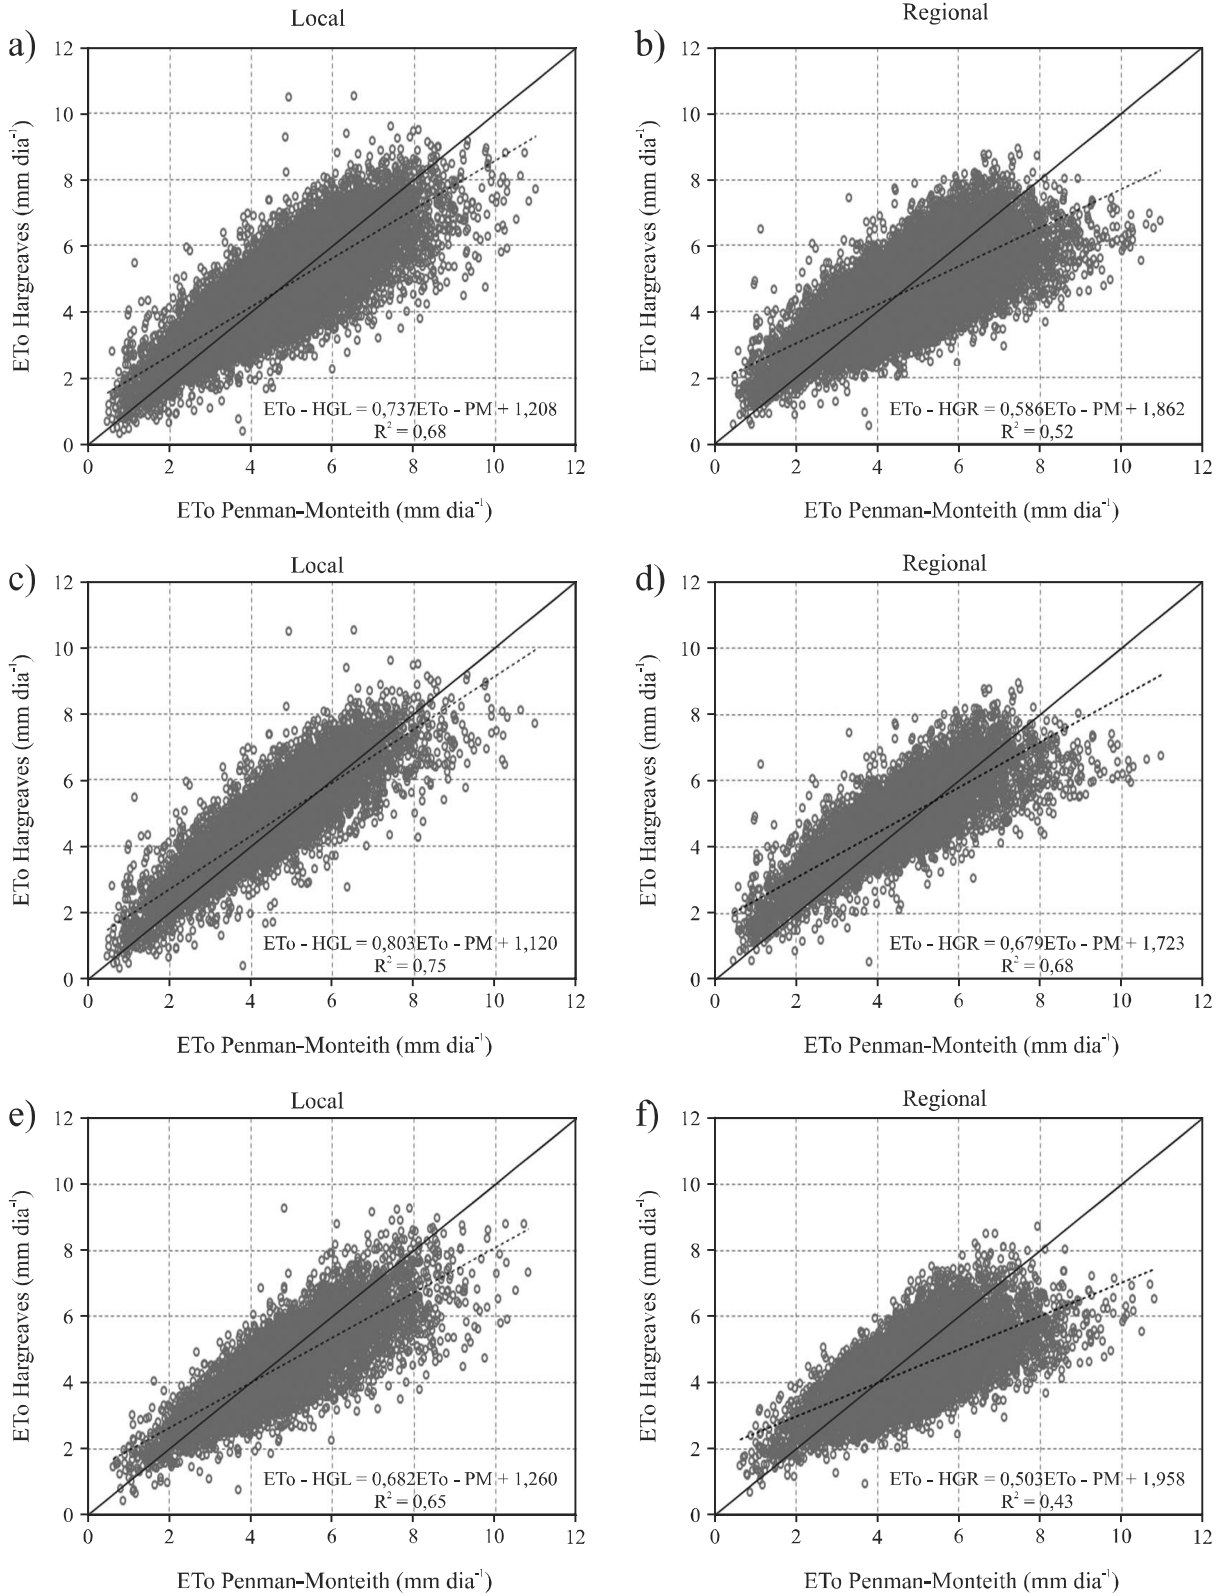 Local
a)
12
10
8
6
4
2
0
ETo Hargreaves (mm dia⁻¹)
ETo - HGL = 0,737ETo - PM + 1,208
R² = 0,68
0 2 4 6 8 10 12
ETo Penman-Monteith (mm dia⁻¹)
Regional
b)
12
10
8
6
4
2
0
ETo Hargreaves (mm dia⁻¹)
ETo - HGR = 0,586ETo - PM + 1,862
R² = 0,52
0 2 4 6 8 10 12
ETo Penman-Monteith (mm dia⁻¹)
Local
c)
12
10
8
6
4
2
0
ETo Hargreaves (mm dia⁻¹)
ETo - HGL = 0,803ETo - PM + 1,120
R² = 0,75
0 2 4 6 8 10 12
ETo Penman-Monteith (mm dia⁻¹)
Regional
d)
12
10
8
6
4
2
0
ETo Hargreaves (mm dia⁻¹)
ETo - HGR = 0,679ETo - PM + 1,723
R² = 0,68
0 2 4 6 8 10 12
ETo Penman-Monteith (mm dia⁻¹)
Local
e)
12
10
8
6
4
2
0
ETo Hargreaves (mm dia⁻¹)
ETo - HGL = 0,682ETo - PM + 1,260
R² = 0,65
0 2 4 6 8 10 12
ETo Penman-Monteith (mm dia⁻¹)
Regional
f)
12
10
8
6
4
2
0
ETo Hargreaves (mm dia⁻¹)
ETo - HGR = 0,503ETo - PM + 1,958
R² = 0,43
0 2 4 6 8 10 12
ETo Penman-Monteith (mm dia⁻¹)